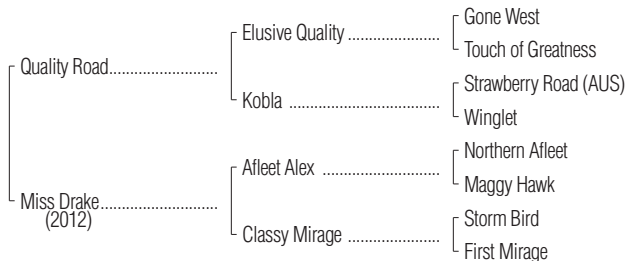 Gone West
Elusive Quality ....................
Touch of Greatness
Quality Road.......................
Strawberry Road (AUS)
Kobla ................................
Winglet
Northern Afleet
Afleet Alex .........................
Maggy Hawk
Miss Drake.........................
(2012)
Storm Bird
Classy Mirage ....................
First Mirage